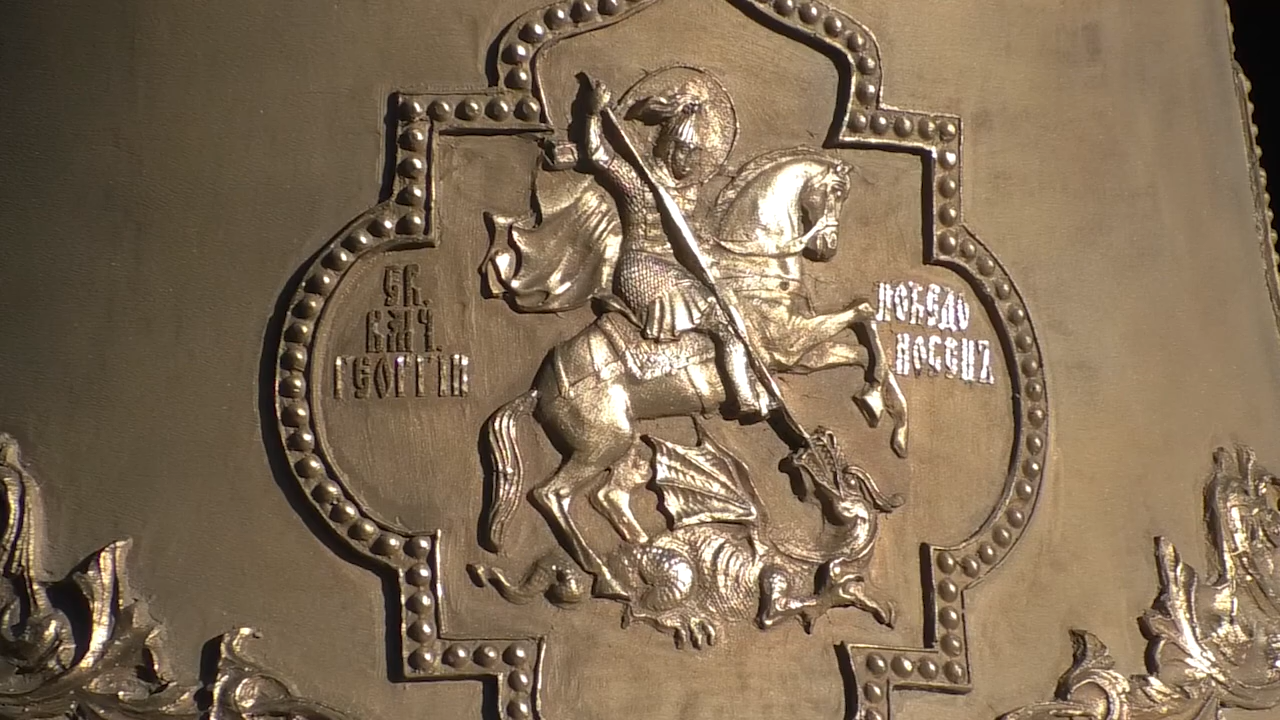 СВ.
ВМЧ.
ГЕОРГІЙ
ПОБѢДО
НОСЕЦЪ